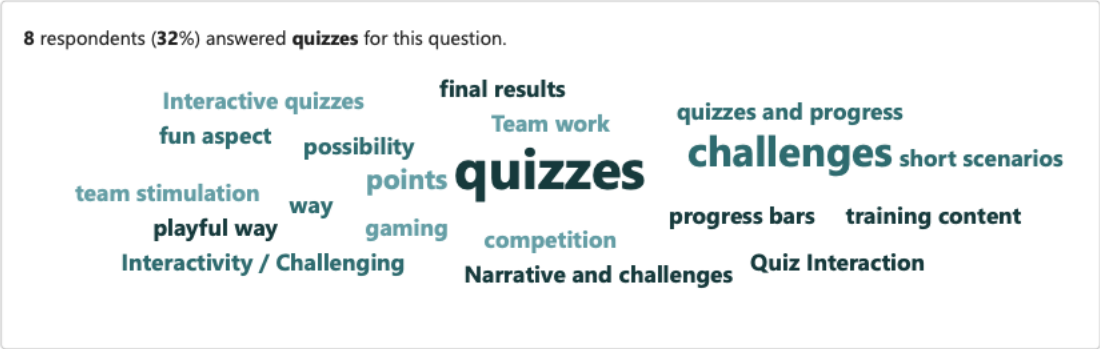 8 respondents (32%) answered quizzes for this question.
final results
Interactive quizzes
quizzes and progress
Team work
fun aspect
possibility
challenges
short scenarios
quizzes
points
team stimulation
way
progress bars
training content
playful way
gaming
competition
Interactivity / Challenging
Narrative and challenges
Quiz Interaction